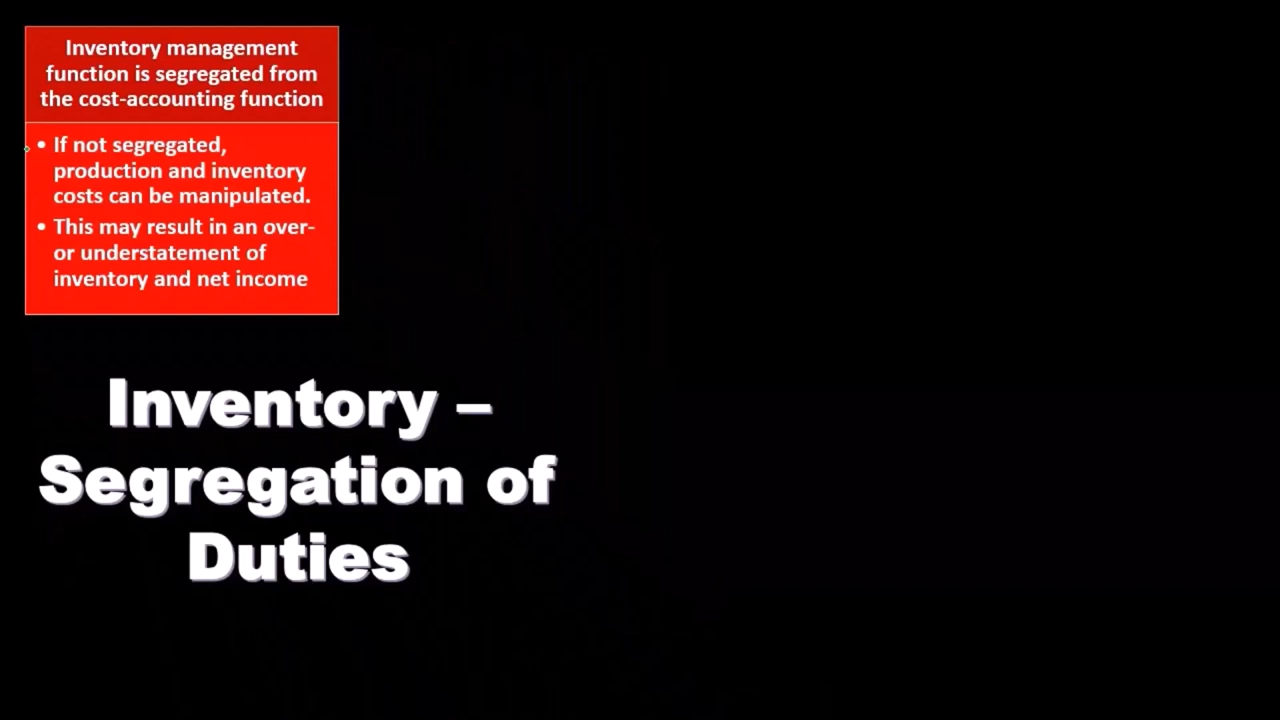 Inventory management
function is segregated from
the cost-accounting function
• If not segregated,
production and inventory
costs can be manipulated.
• This may result in an over-
or understatement of
inventory and net income
Inventory –
Segregation of
Duties